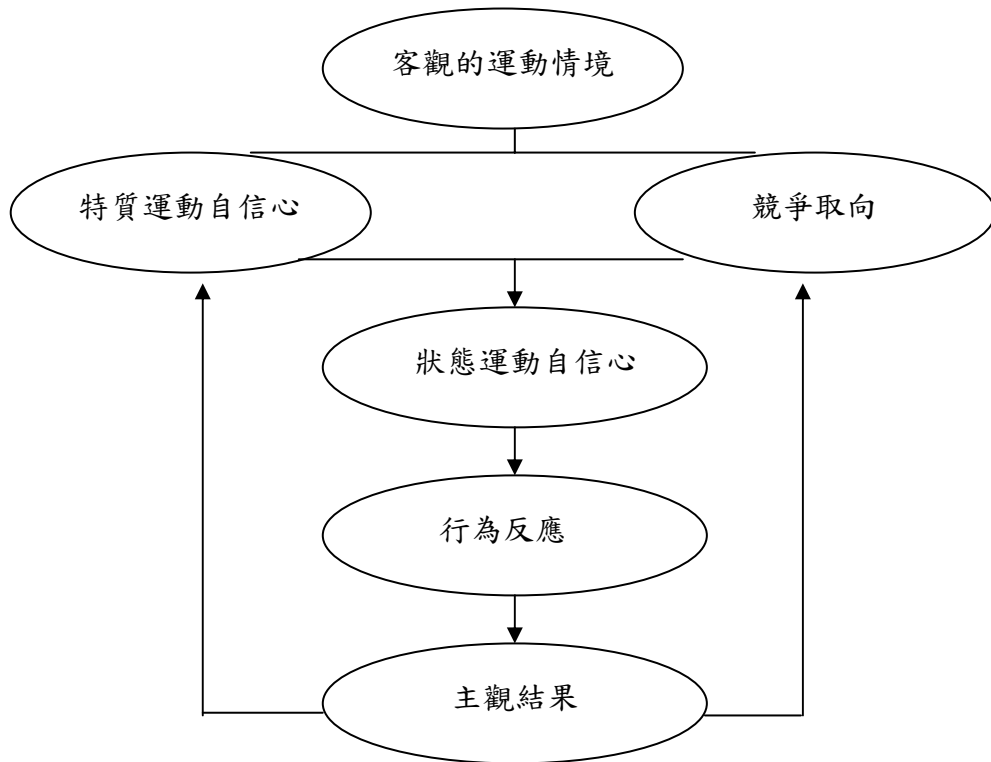 客觀的運動情境
特質運動自信心
競爭取向
狀態運動自信心
行為反應
主觀結果